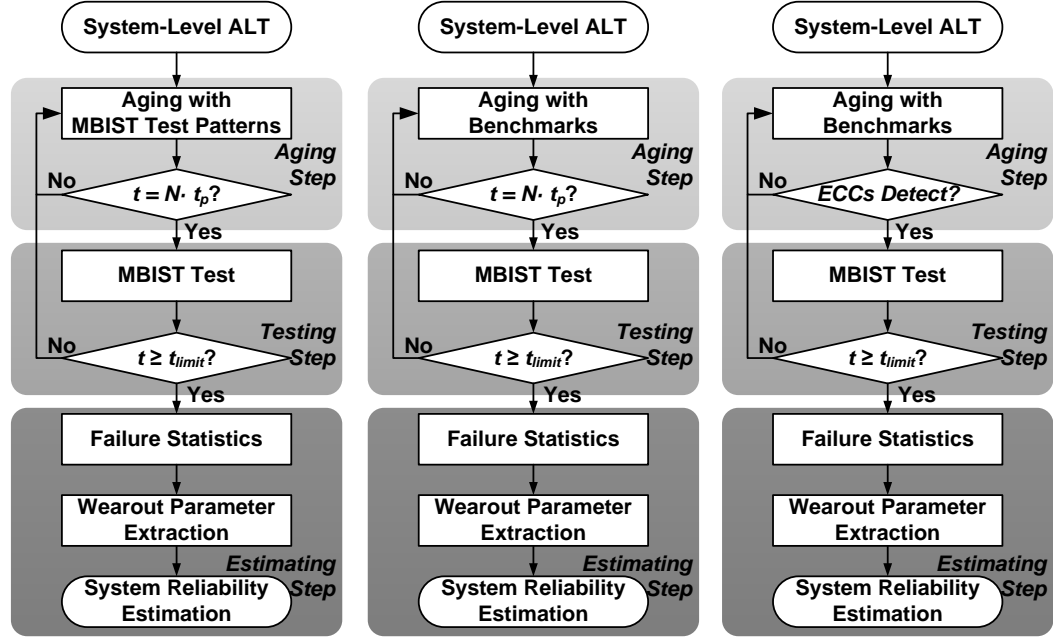 System-Level ALT
Aging with
MBIST Test Patterns
Aging
Step
No
t = N· tp?
Yes
MBIST Test
Testing
Step
No
t ≥ tlimit?
Yes
Failure Statistics
Wearout Parameter
Extraction
Estimating
Step
System Reliability
Estimation
System-Level ALT
Aging with
Benchmarks
Aging
Step
No
t = N· tp?
Yes
MBIST Test
Testing
Step
No
t ≥ tlimit?
Yes
Failure Statistics
Wearout Parameter
Extraction
Estimating
Step
System Reliability
Estimation
System-Level ALT
Aging with
Benchmarks
Aging
Step
No
ECCs Detect?
Yes
MBIST Test
Testing
Step
No
t ≥ tlimit?
Yes
Failure Statistics
Wearout Parameter
Extraction
Estimating
Step
System Reliability
Estimation